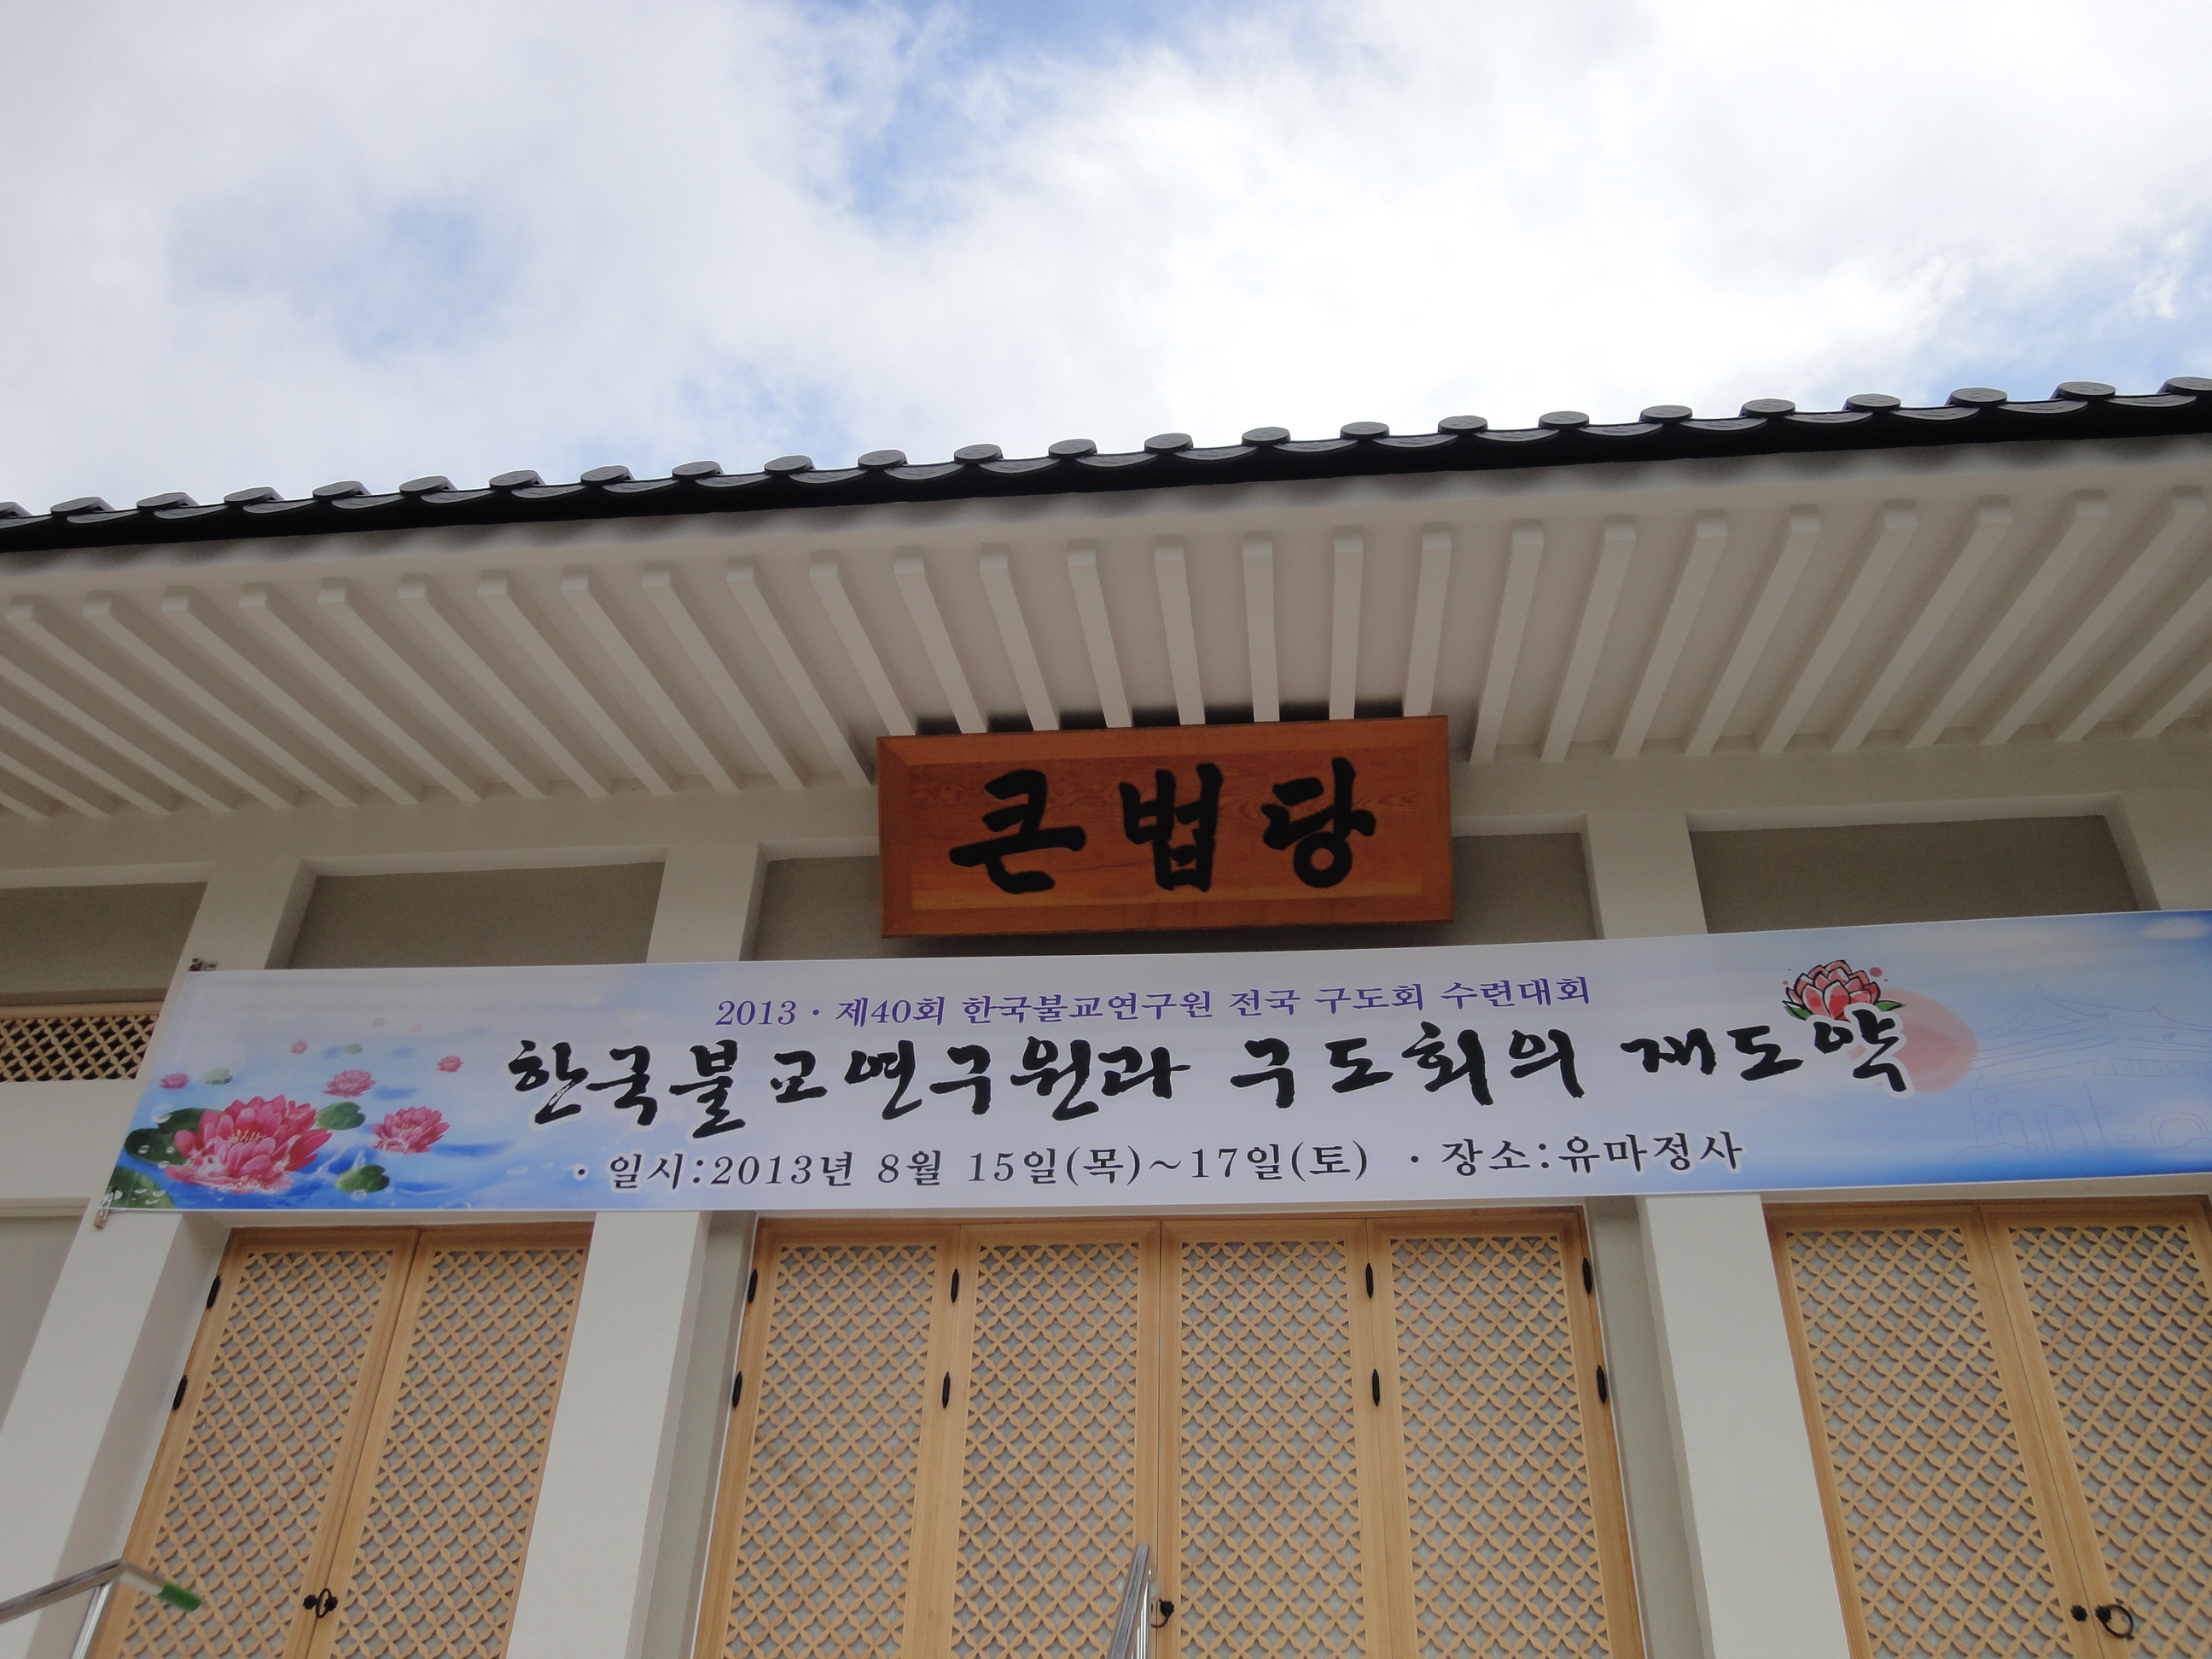 큰법당
2013 · 제40회 한국불교연구원 전국 구도회 수련대회
한국불교연구원과 구도회의 재도약
· 일시:2013년 8월 15일(목)~17일(토) · 장소:유마정사